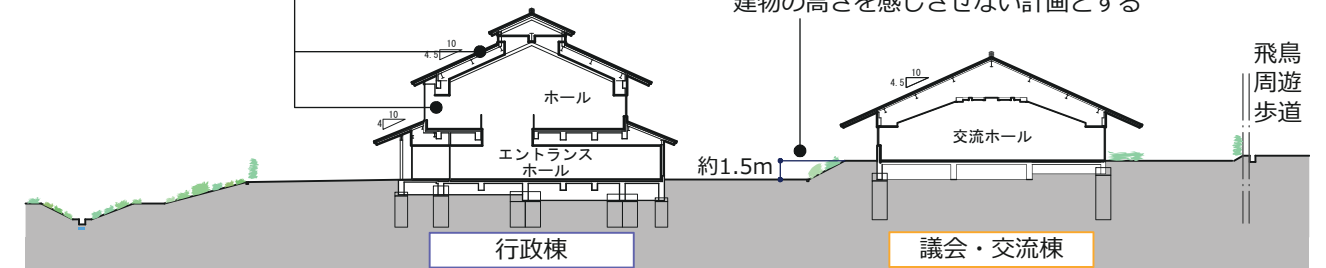 建物の高さを感じさせない計画とする
10
4.5
ホール
10
4
エントランス
ホール
約1.5m
10
4.5
交流ホール
飛鳥
周遊
歩道
行政棟
議会・交流棟